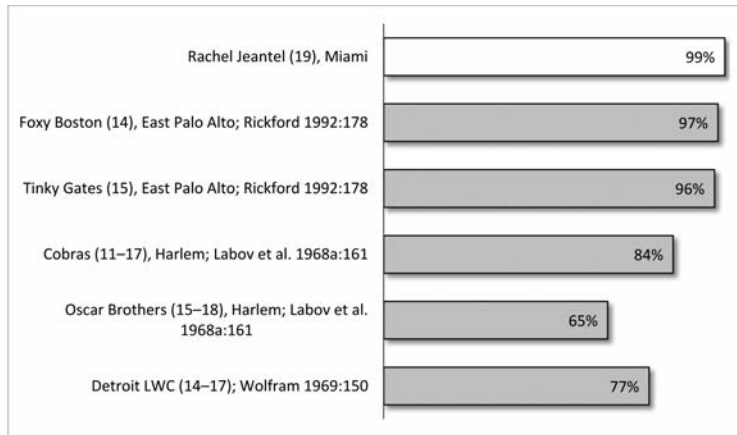 Rachel Jeantel (19), Miami 99%
Foxy Boston (14), East Palo Alto; Rickford 1992:178 97%
Tinky Gates (15), East Palo Alto; Rickford 1992:178 96%
Cobras (11–17), Harlem; Labov et al. 1968a:161 84%
Oscar Brothers (15–18), Harlem; Labov et al.
1968a:161 65%
Detroit LWC (14–17); Wolfram 1969:150 77%